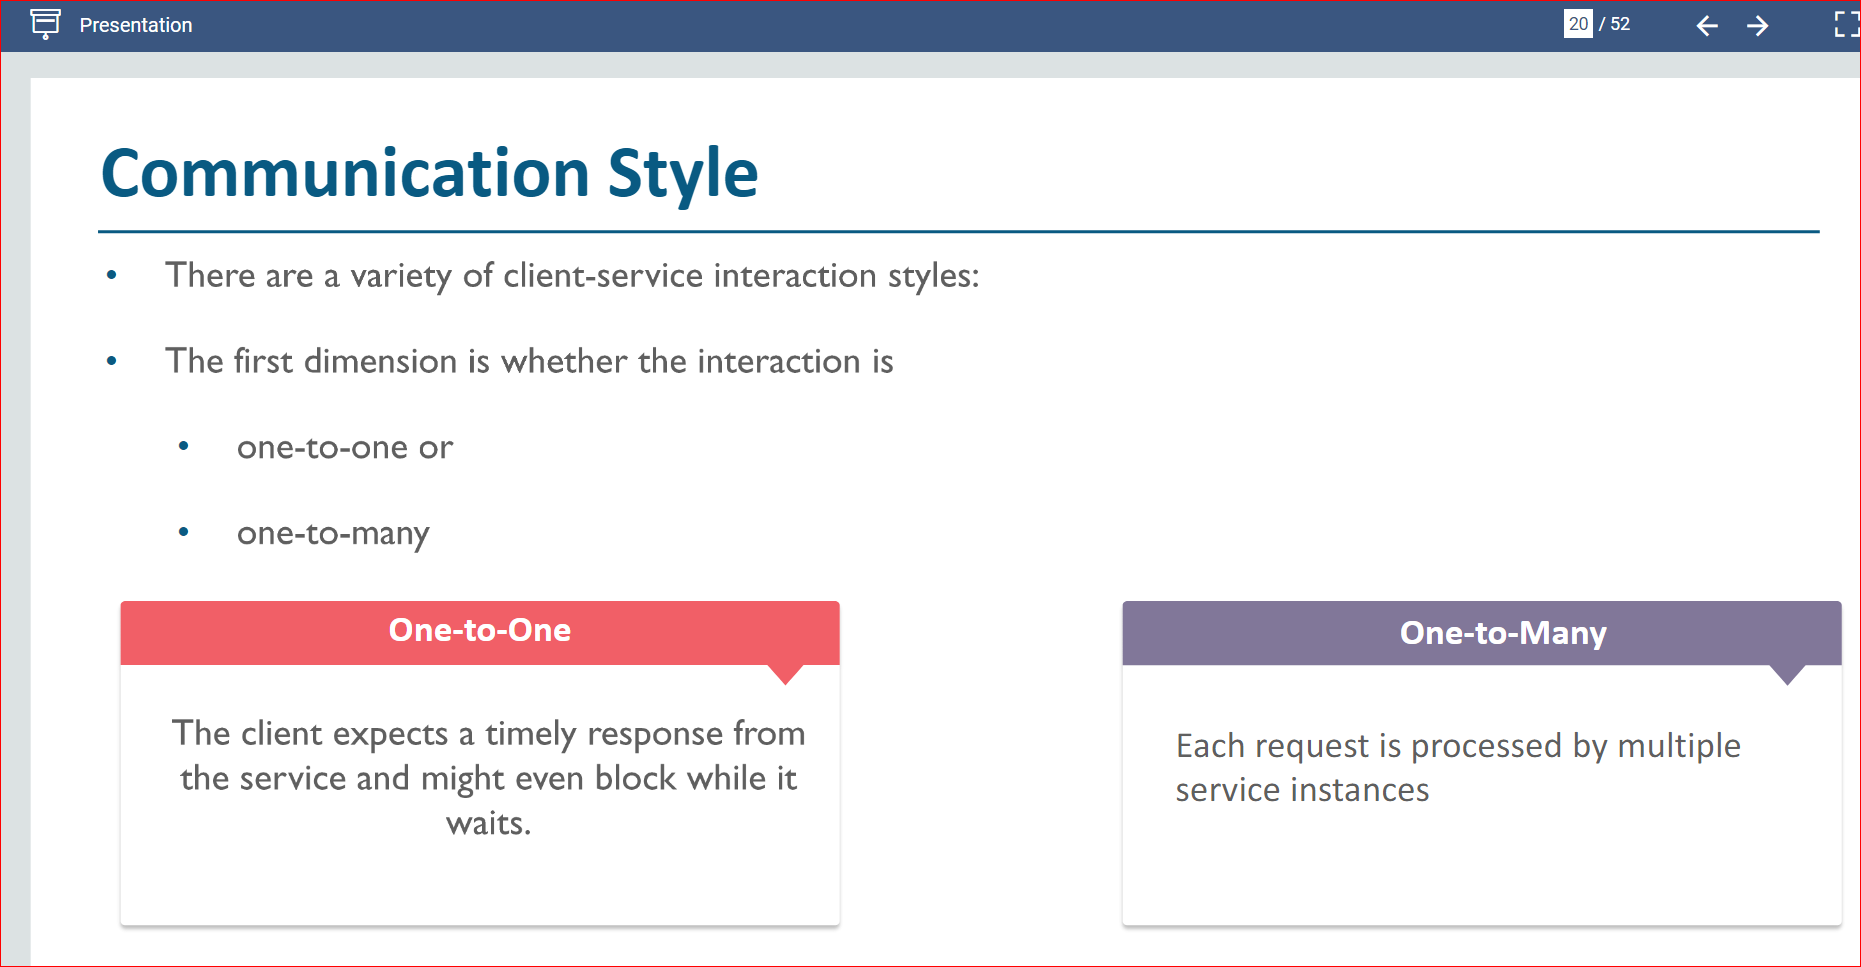 Presentation
20 / 52
Communication Style
• There are a variety of client-service interaction styles:
• The first dimension is whether the interaction is
• one-to-one or
• one-to-many
One-to-One
The client expects a timely response from
the service and might even block while it
waits.
One-to-Many
Each request is processed by multiple
service instances